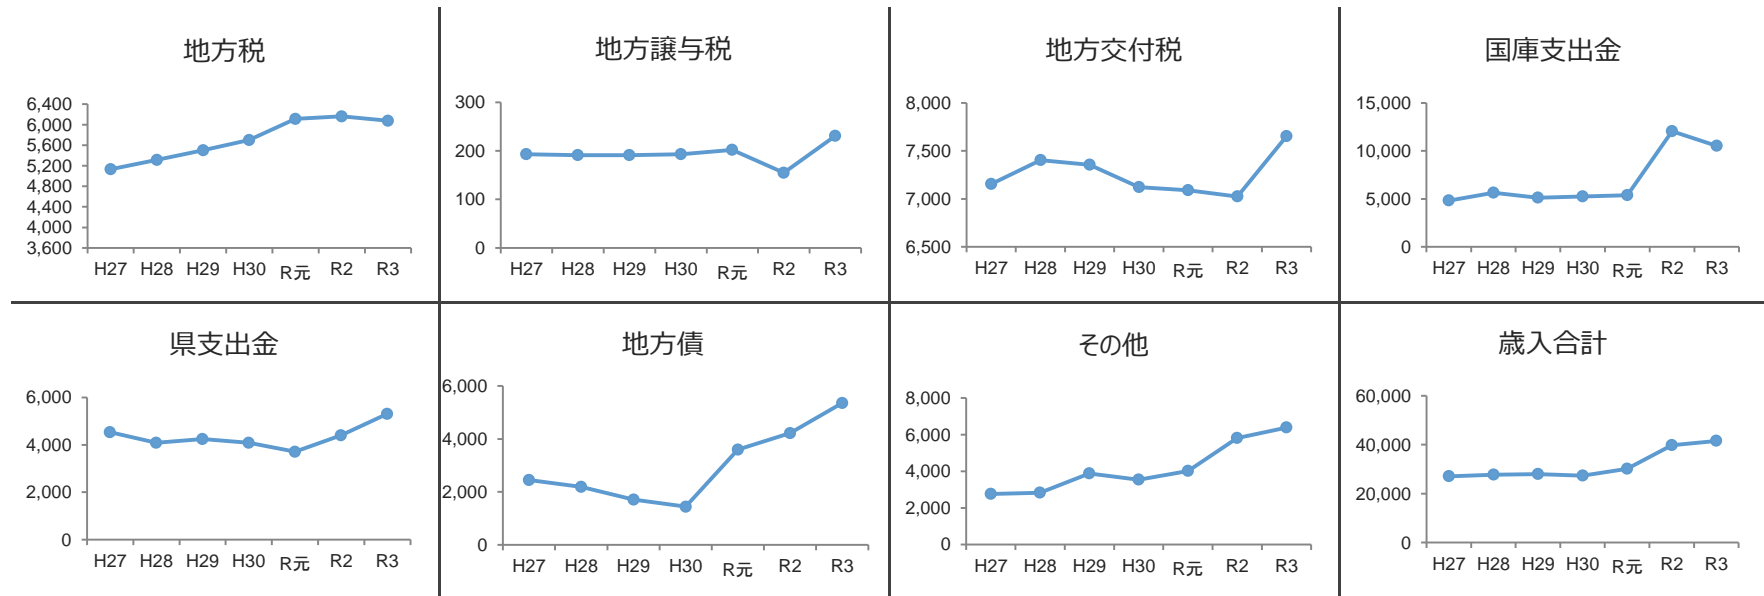 地方税
6,400
6,000
5,600
5,200
4,800
4,400
4,000
3,600
H27 H28 H29 H30 R元 R2 R3
地方譲与税
300
200
100
0
H27 H28 H29 H30 R元 R2 R3
地方交付税
8,000
7,500
7,000
6,500
H27 H28 H29 H30 R元 R2 R3
国庫支出金
15,000
10,000
5,000
0
H27 H28 H29 H30 R元 R2 R3
県支出金
6,000
4,000
2,000
0
H27 H28 H29 H30 R元 R2 R3
地方債
6,000
4,000
2,000
0
H27 H28 H29 H30 R元 R2 R3
その他
8,000
6,000
4,000
2,000
0
H27 H28 H29 H30 R元 R2 R3
歳入合計
60,000
40,000
20,000
0
H27 H28 H29 H30 R元 R2 R3